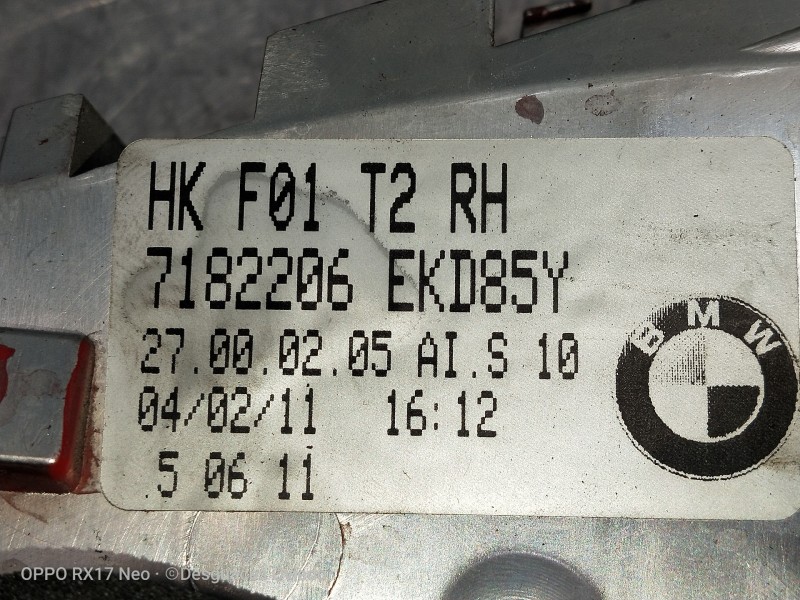 HK F01 T2 RH
7182206 EKD85Y
27.00.02.05 AI.S 10
04/02/11 16:12
.5 06 11
BMW
OPPO RX17 Neo · ©Desgr